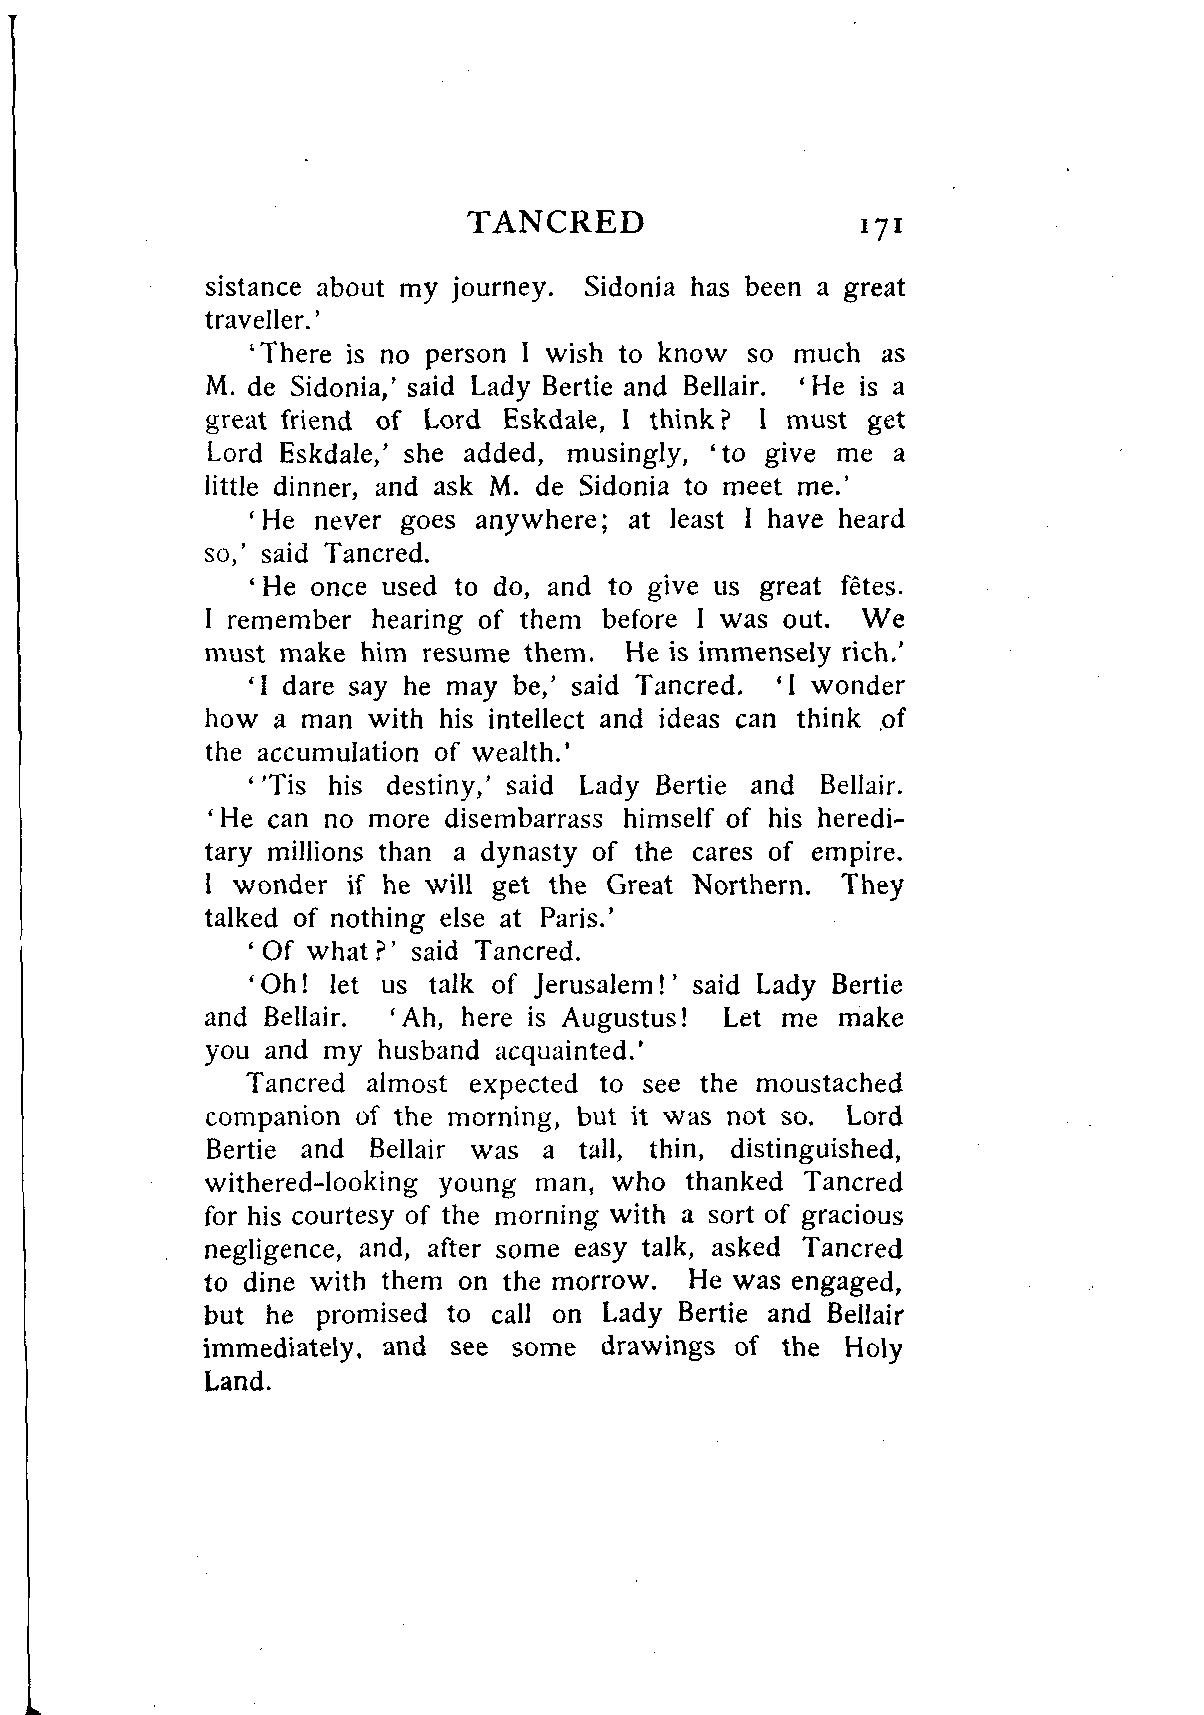 TANCRED 171
sistance about my journey. Sidonia has been a great
traveller.'
'There is no person I wish to know so much as
M. de Sidonia,' said Lady Bertie and Bellair. 'He is a
great friend of Lord Eskdale, I think? I must get
Lord Eskdale,' she added, musingly, 'to give me a
little dinner, and ask M. de Sidonia to meet me.'
'He never goes anywhere; at least I have heard
so,' said Tancred.
'He once used to do, and to give us great fêtes.
I remember hearing of them before I was out. We
must make him resume them. He is immensely rich.'
'I dare say he may be,' said Tancred. 'I wonder
how a man with his intellect and ideas can think of
the accumulation of wealth.'
''Tis his destiny,' said Lady Bertie and Bellair.
'He can no more disembarrass himself of his heredi-
tary millions than a dynasty of the cares of empire.
I wonder if he will get the Great Northern. They
talked of nothing else at Paris.'
'Of what?' said Tancred.
'Oh! let us talk of Jerusalem!' said Lady Bertie
and Bellair. 'Ah, here is Augustus! Let me make
you and my husband acquainted.'
Tancred almost expected to see the moustached
companion of the morning, but it was not so. Lord
Bertie and Bellair was a tall, thin, distinguished,
withered-looking young man, who thanked Tancred
for his courtesy of the morning with a sort of gracious
negligence, and, after some easy talk, asked Tancred
to dine with them on the morrow. He was engaged,
but he promised to call on Lady Bertie and Bellair
immediately, and see some drawings of the Holy
Land.